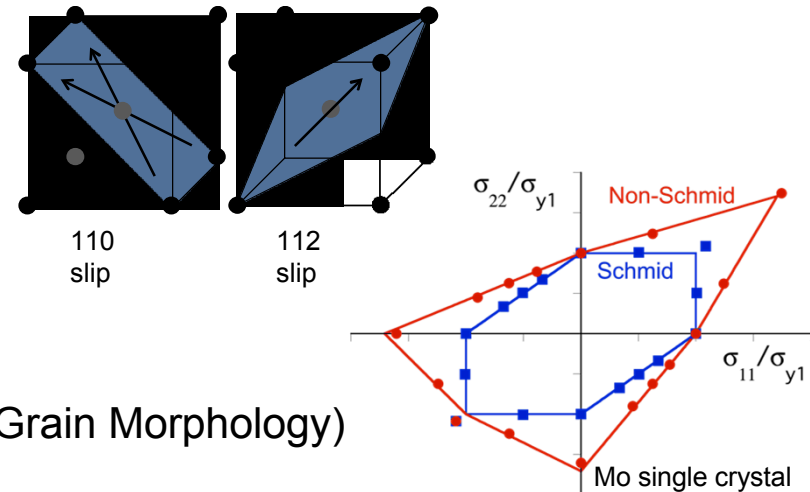 110
slip
112
slip
σ22/σy1
Non-Schmid
Schmid
σ11/σy1
Grain Morphology)
Mo single crystal